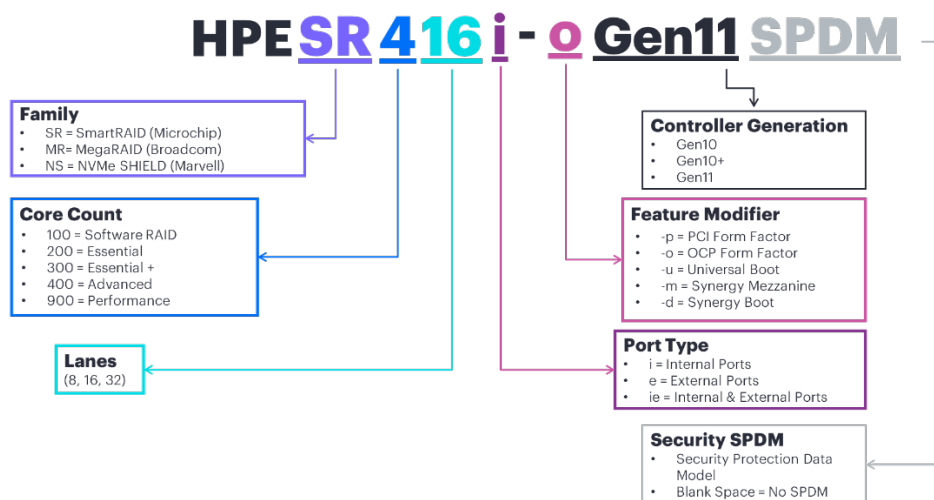 HPE SR 4 16 i - o Gen11 SPDM
Family
• SR = SmartRAID (Microchip)
• MR= MegaRAID (Broadcom)
• NS = NVMe SHIELD (Marvell)
Core Count
• 100 = Software RAID
• 200 = Essential
• 300 = Essential +
• 400 = Advanced
• 900 = Performance
Lanes
(8, 16, 32)
Controller Generation
• Gen10
• Gen10+
• Gen11
Feature Modifier
• -p = PCI Form Factor
• -o = OCP Form Factor
• -u = Universal Boot
• -m = Synergy Mezzanine
• -d = Synergy Boot
Port Type
• i = Internal Ports
• e = External Ports
• ie = Internal & External Ports
Security SPDM
• Security Protection Data
Model
• Blank Space = No SPDM